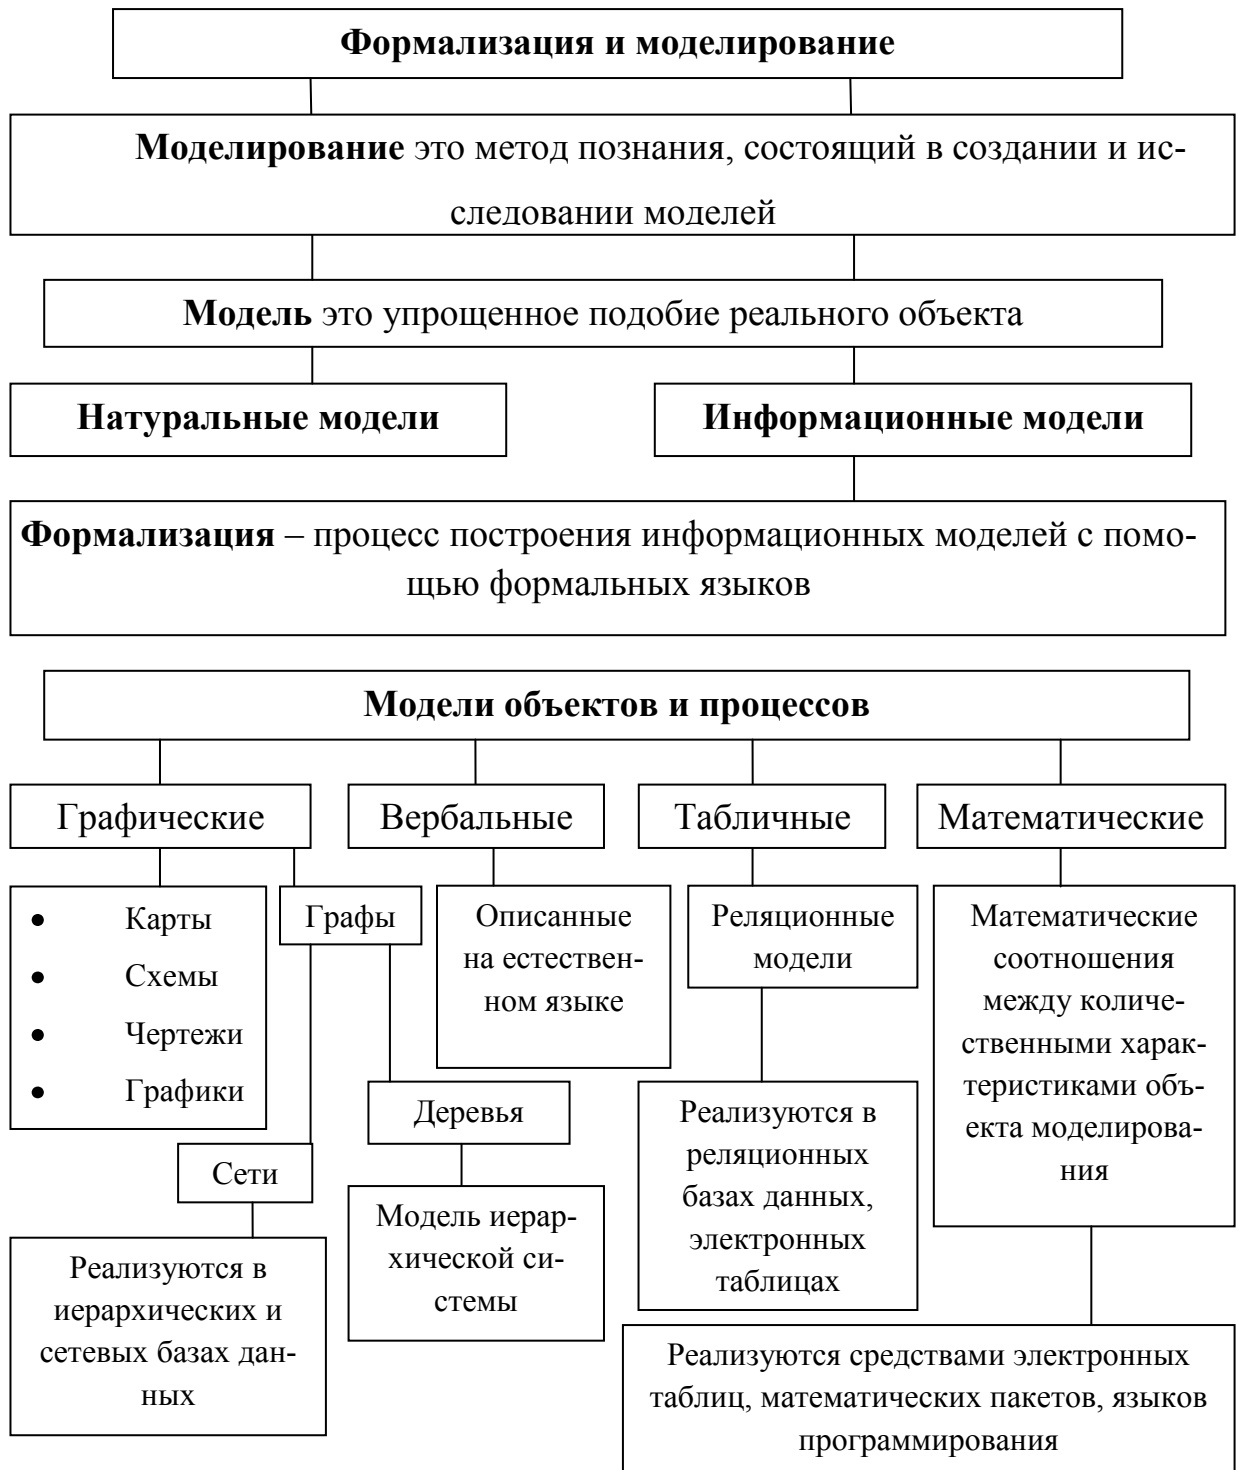 Формализация и моделирование
Моделирование это метод познания, состоящий в создании и ис-
следовании моделей
Модель это упрощенное подобие реального объекта
Натуральные модели
Информационные модели
Формализация – процесс построения информационных моделей с помо-
щью формальных языков
Модели объектов и процессов
Графические
Вербальные
Табличные
Математические
• Карты
• Схемы
• Чертежи
• Графики
Графы
Описанные
на естествен-
ном языке
Реляционные
модели
Математические
соотношения
между количе-
ственными харак-
теристиками объ-
екта моделирова-
ния
Деревья
Сети
Реализуются в
реляционных
базах данных,
электронных
таблицах
Модель иерар-
хической си-
стемы
Реализуются в
иерархических и
сетевых базах дан-
ных
Реализуются средствами электронных
таблиц, математических пакетов, языков
программирования